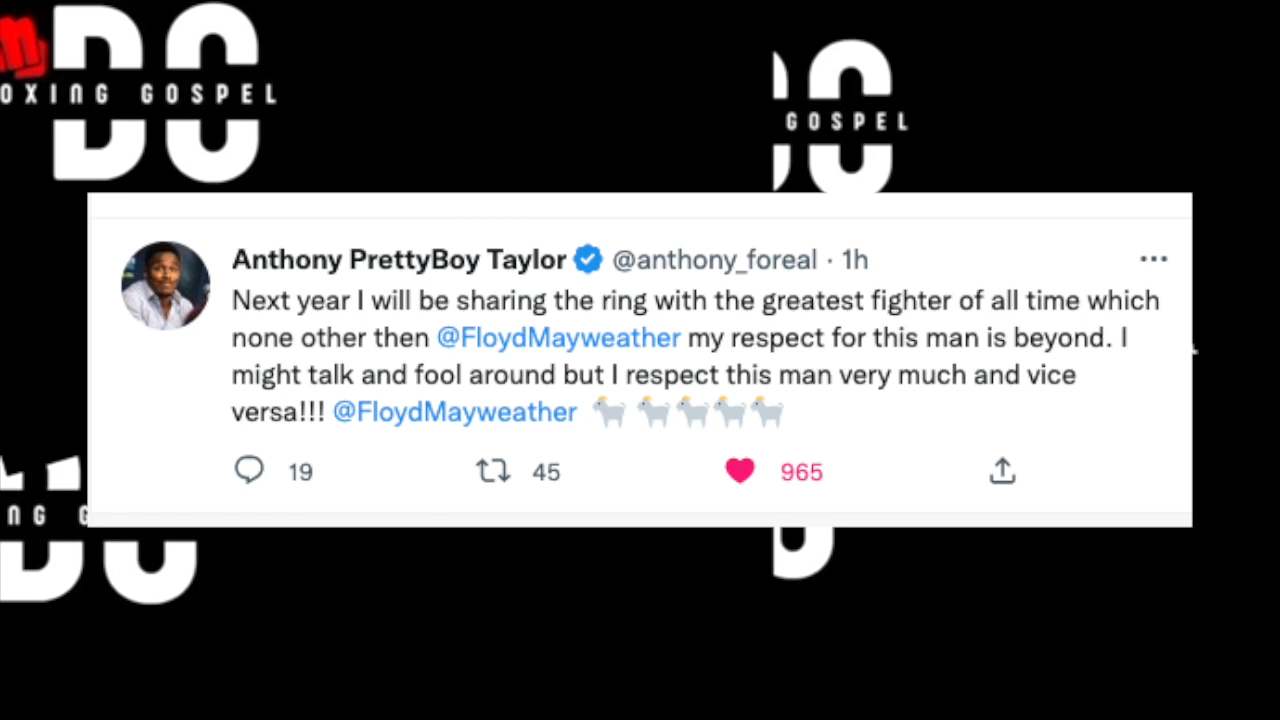 DC
OXING GOSPEL
GOSPEL
Anthony PrettyBoy Taylor @anthony_foreal · 1h
Next year I will be sharing the ring with the greatest fighter of all time which
none other then @FloydMayweather my respect for this man is beyond. I
might talk and fool around but I respect this man very much and vice
versa!!! @FloydMayweather 🐐 🐐🐐🐐🐐
19 45 965
NG G